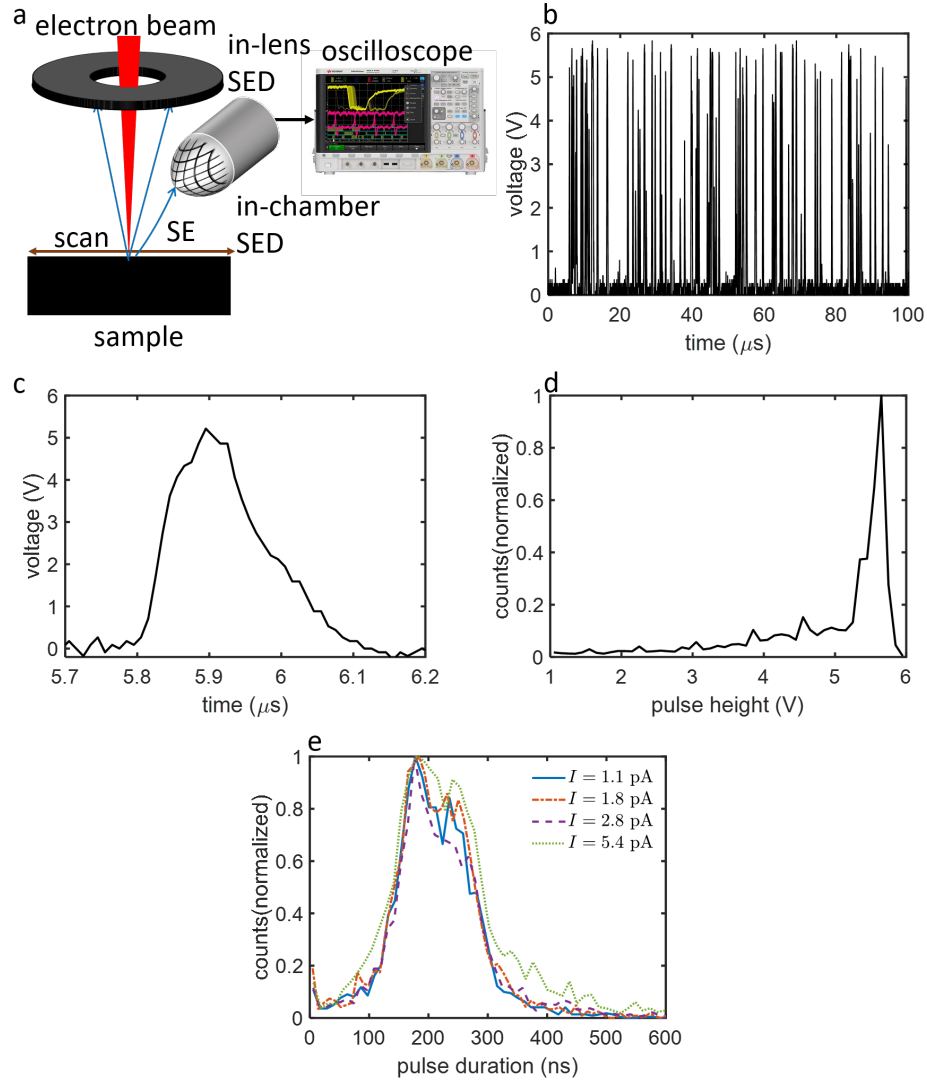 a
electron beam
in-lens
SED
oscilloscope
in-chamber
SED
SE
scan
sample
b
6
5
4
3
2
1
0
voltage (V)
0 20 40 60 80 100
time (μs)
c
6
5
4
3
2
1
0
voltage (V)
5.7 5.8 5.9 6 6.1 6.2
time (μs)
d
1
0.8
0.6
0.4
0.2
0
counts(normalized)
1 2 3 4 5 6
pulse height (V)
e
1
0.8
0.6
0.4
0.2
0
counts(normalized)
I = 1.1 pA
I = 1.8 pA
I = 2.8 pA
I = 5.4 pA
0 100 200 300 400 500 600
pulse duration (ns)